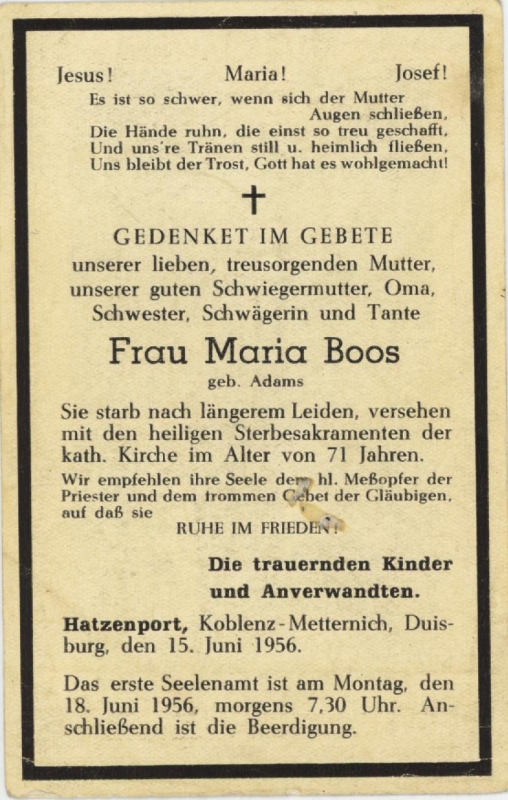 Jesus! Maria! Josef!
Es ist so schwer, wenn sich der Mutter
Augen schließen,
Die Hände ruhn, die einst so treu geschafft,
Und uns're Tränen still u. heimlich fließen,
Uns bleibt der Trost, Gott hat es wohlgemacht!
GEDENKET IM GEBETE
unserer lieben, treusorgenden Mutter,
unserer guten Schwiegermutter, Oma,
Schwester, Schwägerin und Tante
Frau Maria Boos
geb. Adams
Sie starb nach längerem Leiden, versehen
mit den heiligen Sterbesakramenten der
kath. Kirche im Alter von 71 Jahren.
Wir empfehlen ihre Seele dem hl. Meßopfer der
Priester und dem frommen Gebet der Gläubigen,
auf daß sie
RUHE IM FRIEDEN!
Die trauernden Kinder
und Anverwandten.
Hatzenport, Koblenz-Metternich, Duis-
burg, den 15. Juni 1956.
Das erste Seelenamt ist am Montag, den
18. Juni 1956, morgens 7,30 Uhr. An-
schließend ist die Beerdigung.